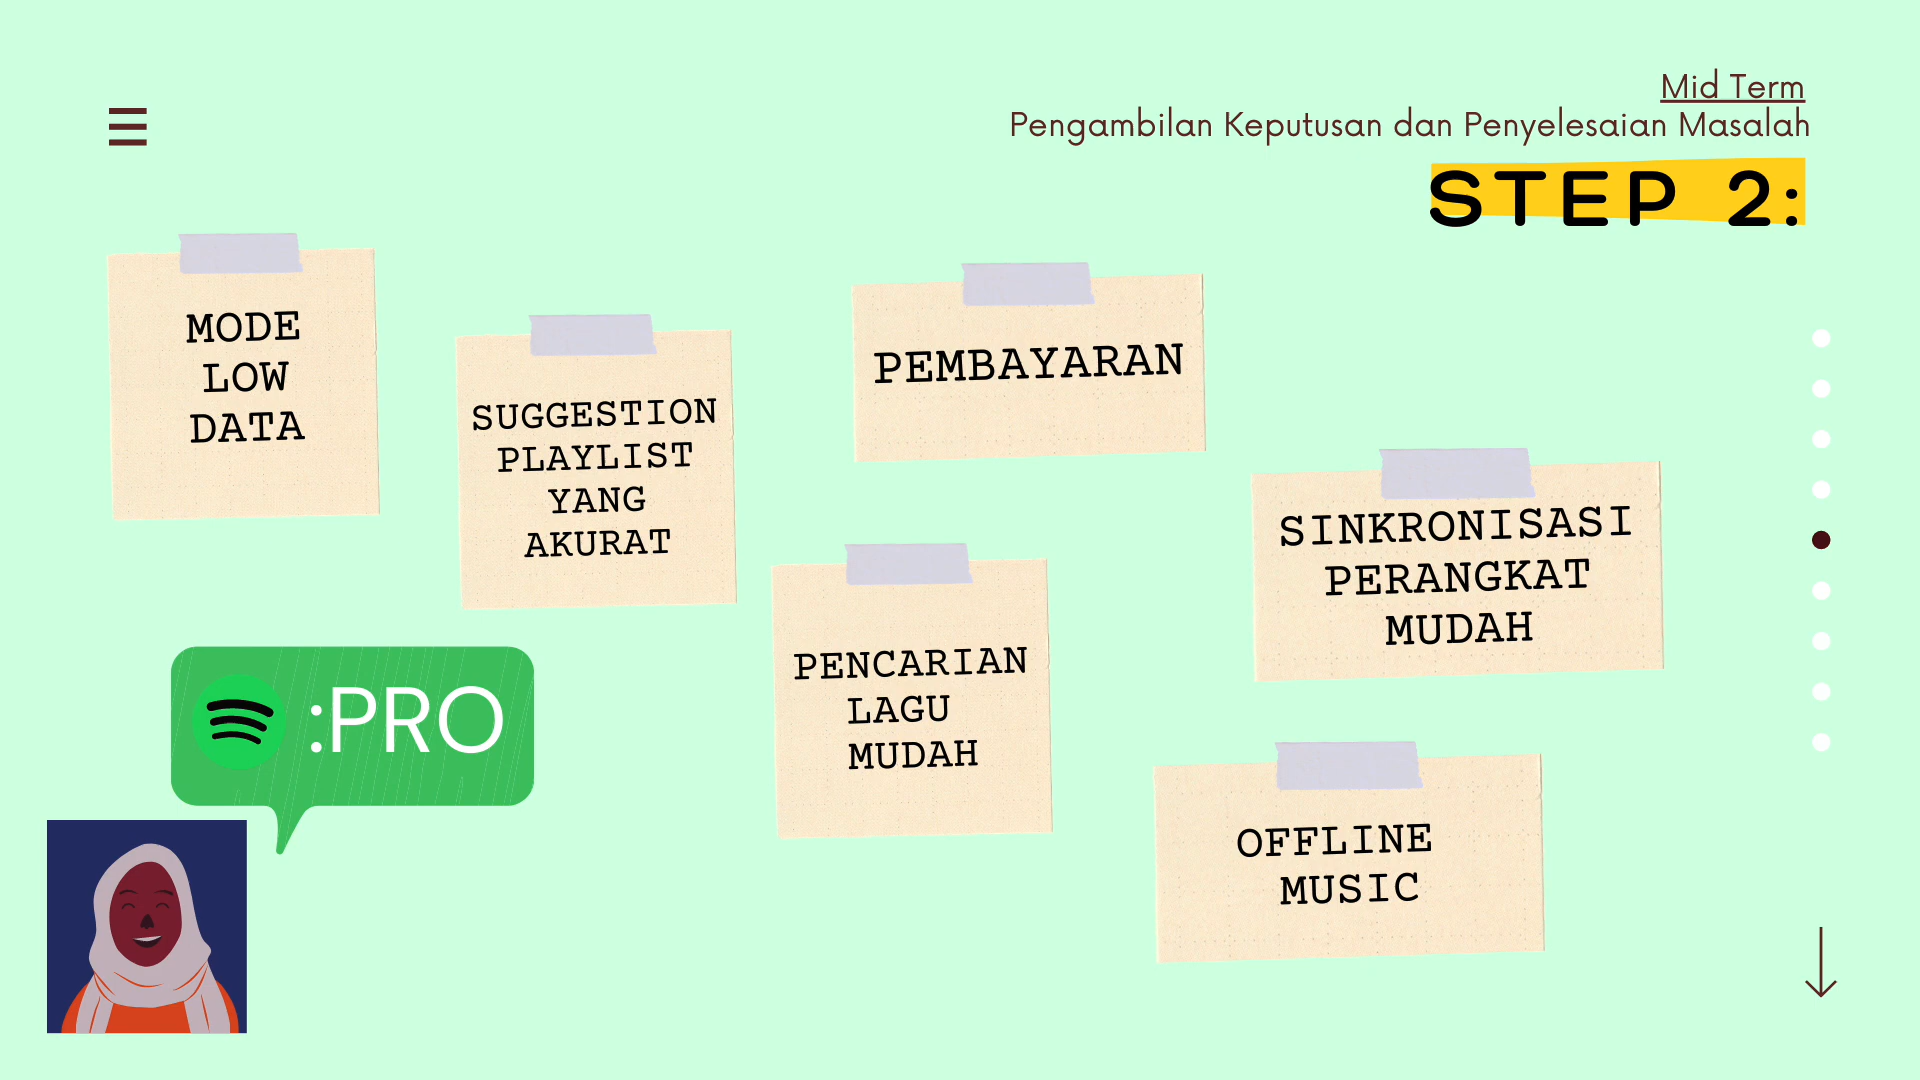 Mid Term
Pengambilan Keputusan dan Penyelesaian Masalah
STEP 2:
MODE
LOW
DATA
SUGGESTION
PLAYLIST
YANG
AKURAT
PEMBAYARAN
PENCARIAN
LAGU
MUDAH
SINKRONISASI
PERANGKAT
MUDAH
OFFLINE
MUSIC
:PRO